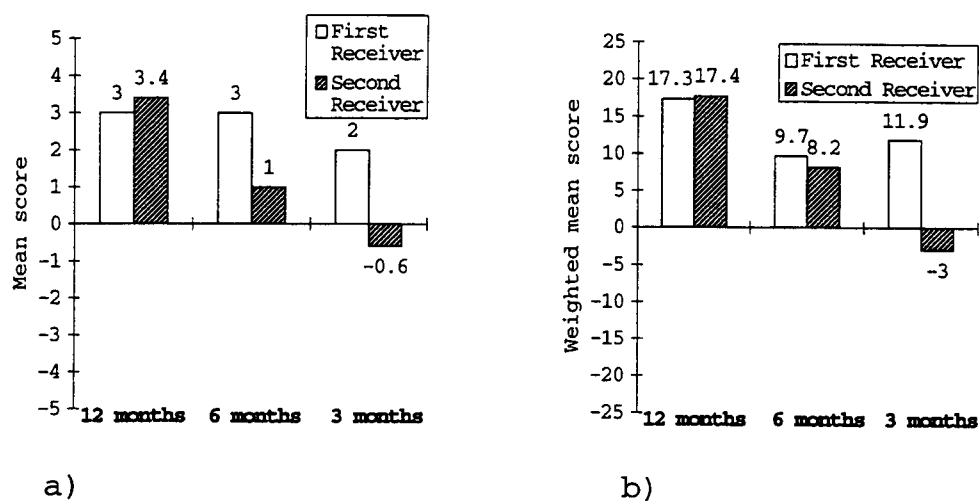 5
4
3
2
1
0
-1
-2
-3
-4
-5
Mean score
3
3.4
3
1
2
-0.6
First
Receiver
Second
Receiver
12 months
6 months
3 months
a)
25
20
15
10
5
0
-5
-10
-15
-20
-25
Weighted mean score
17.3
17.4
9.7
8.2
11.9
-3
First Receiver
Second Receiver
12 months
6 months
3 months
b)